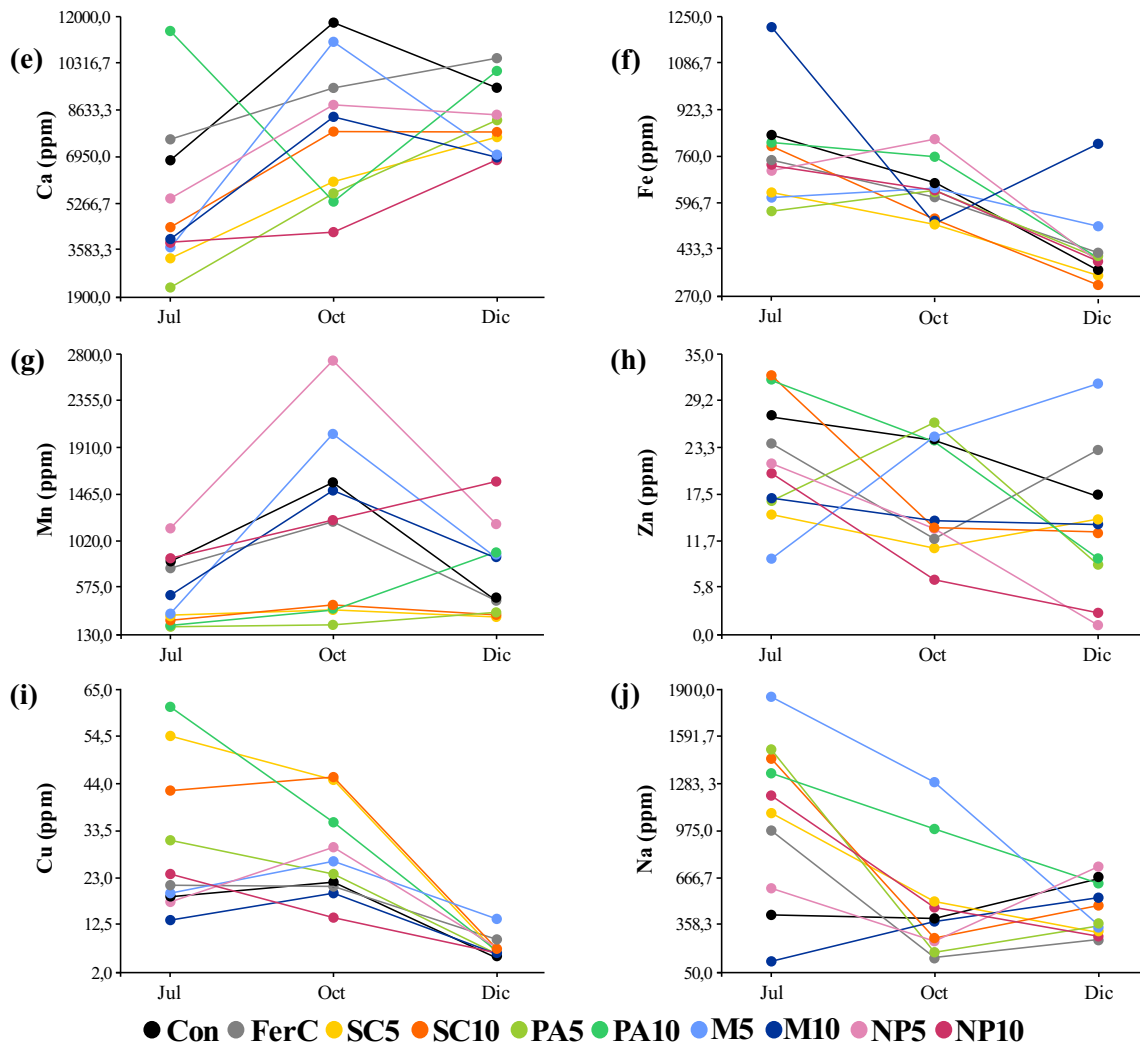 (e)
Ca (ppm)
12000,0
10316,7
8633,3
6950,0
5266,7
3583,3
1900,0
Jul Oct Dic
(f)
Fe (ppm)
1250,0
1086,7
923,3
760,0
596,7
433,3
270,0
Jul Oct Dic
(g)
Mn (ppm)
2800,0
2355,0
1910,0
1465,0
1020,0
575,0
130,0
Jul Oct Dic
(h)
Zn (ppm)
35,0
29,2
23,3
17,5
11,7
5,8
0,0
Jul Oct Dic
(i)
Cu (ppm)
65,0
54,5
44,0
33,5
23,0
12,5
2,0
Jul Oct Dic
(j)
Na (ppm)
1900,0
1591,7
1283,3
975,0
666,7
358,3
50,0
Jul Oct Dic
Con FerC SC5 SC10 PA5 PA10 M5 M10 NP5 NP10